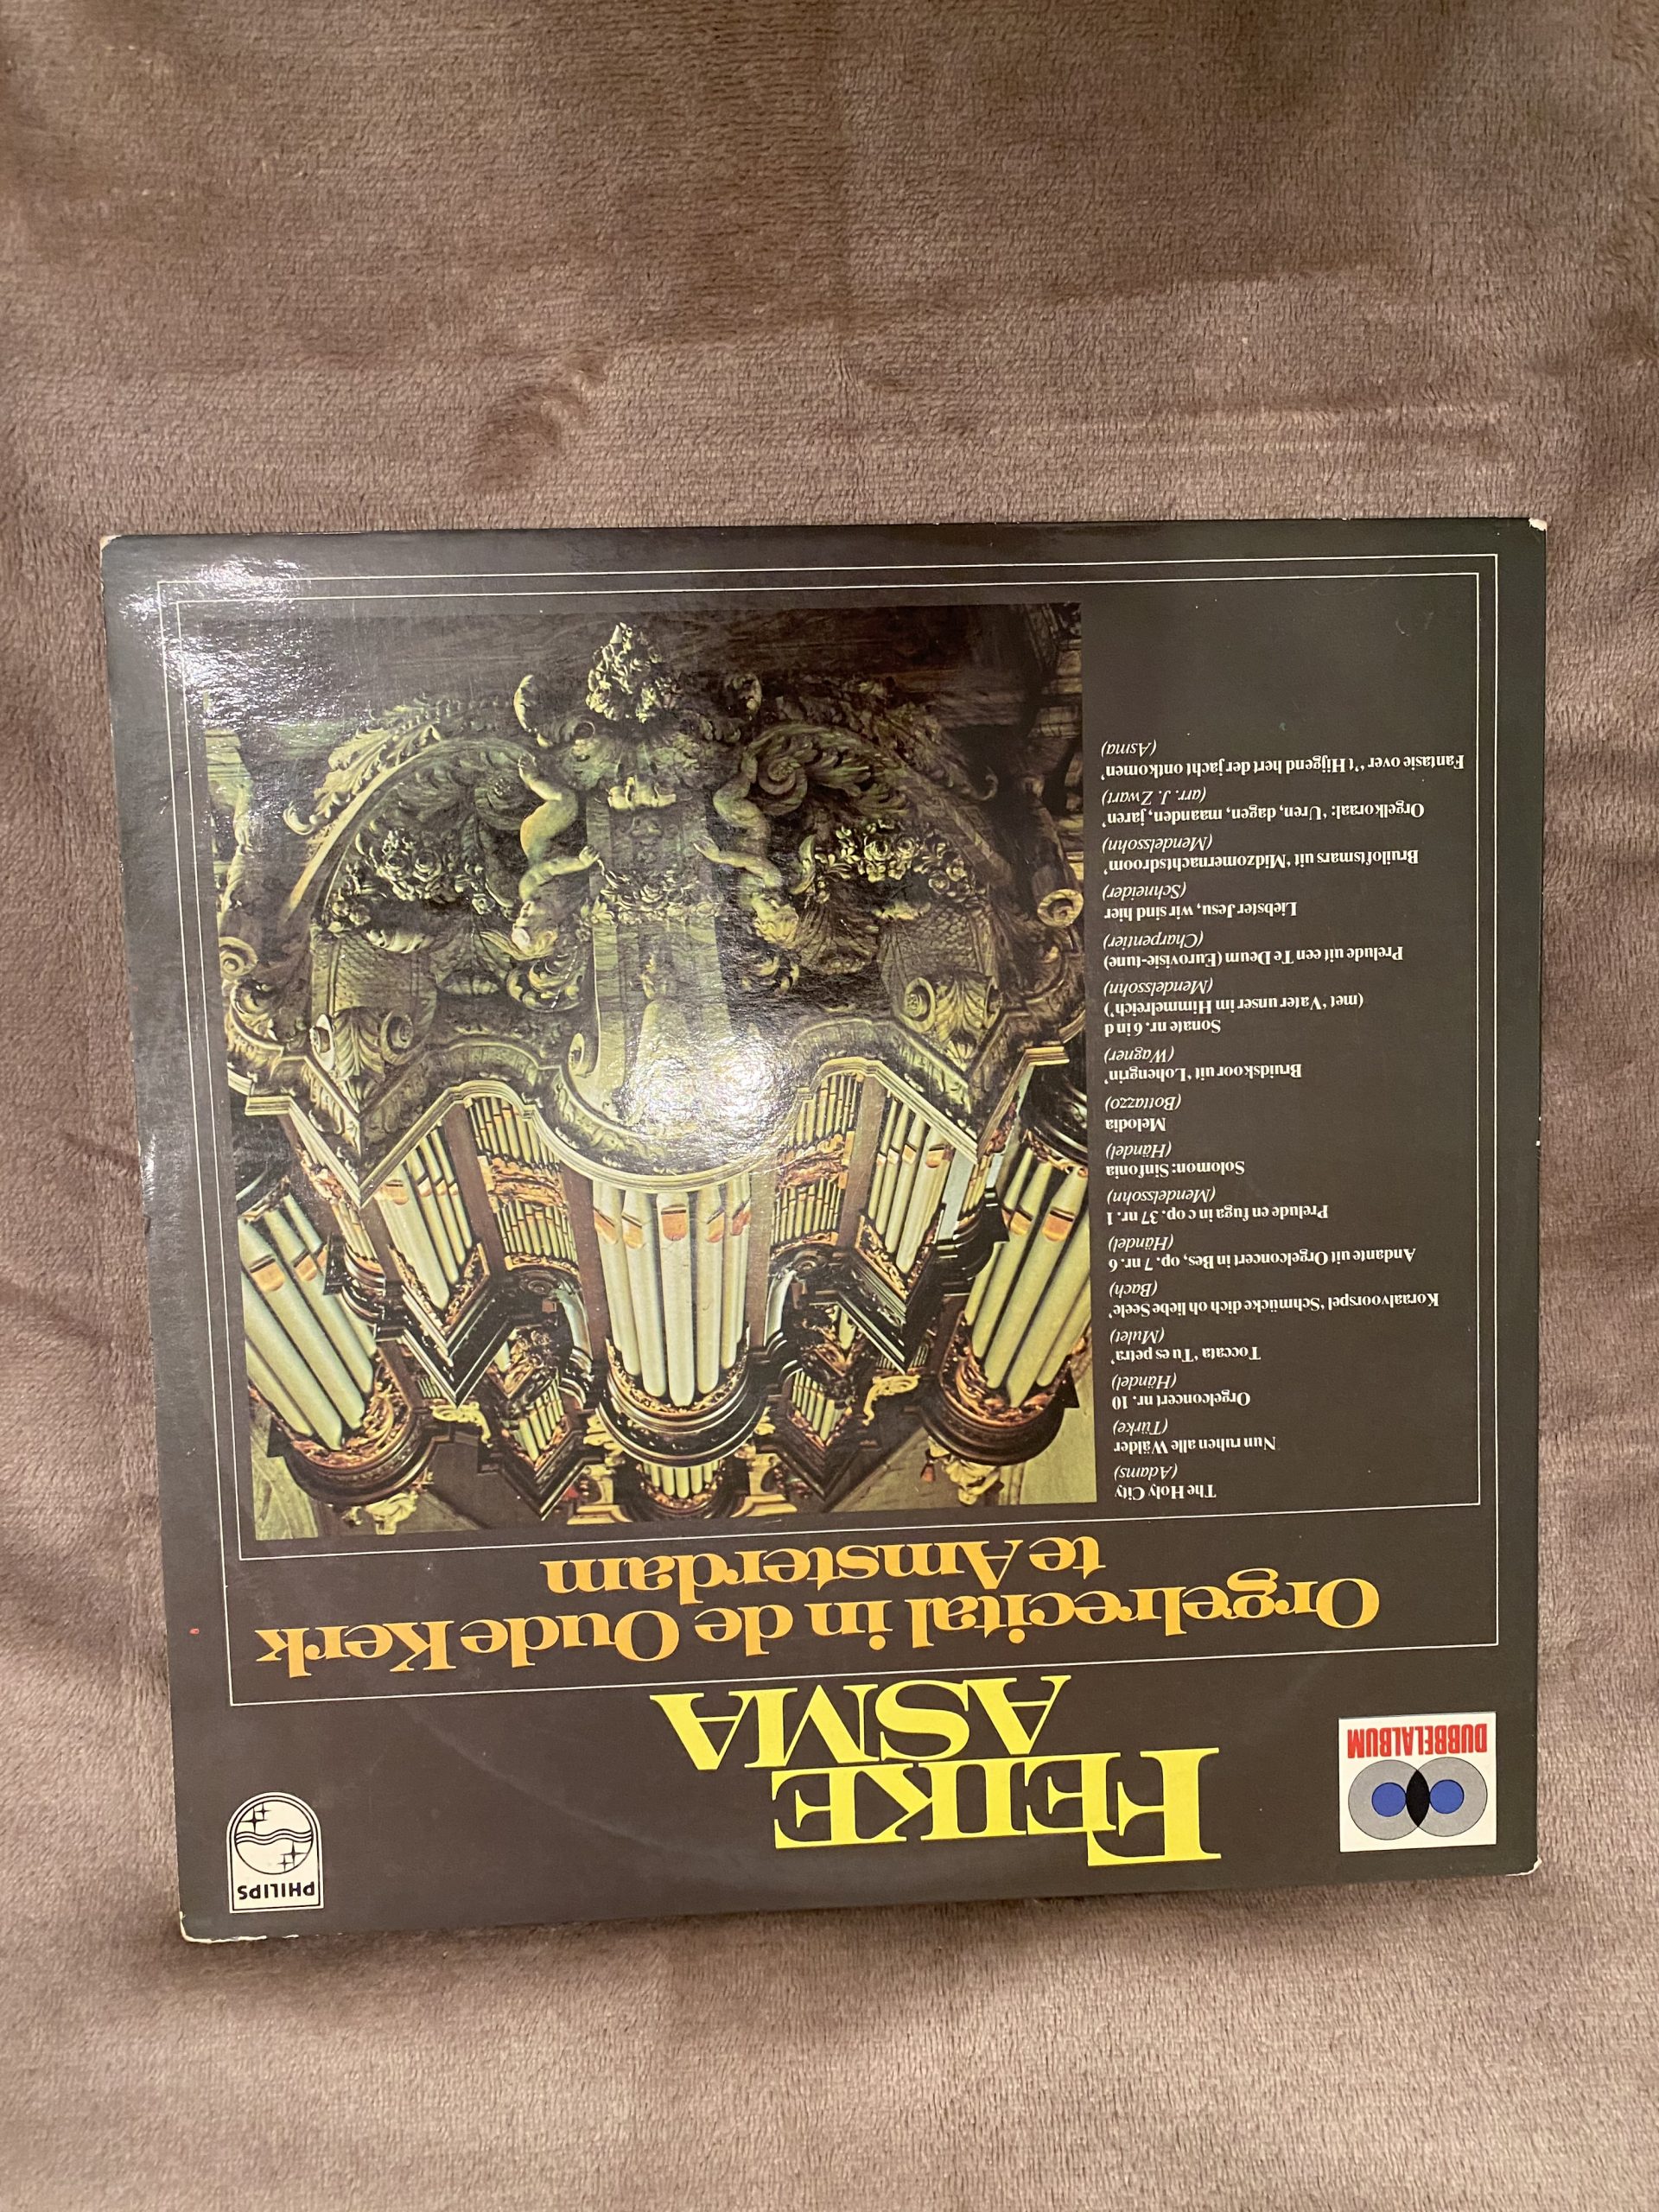 DUBBELALBUM
FEIKE
ASMA
PHILIPS
Orgelrecital in de Oude Kerk
te Amsterdam
The Holy City
(Adams)
Nun ruhen alle Wälder
(Türke)
Orgelconcert nr. 10
(Händel)
Toccata 'Tu es petra'
(Mulet)
Koraalvoorspel 'Schmücke dich oh liebe Seele'
(Bach)
Andante uit Orgelconcert in Bes, op. 7 nr. 6
(Händel)
Prelude en fuga in c op. 37 nr. 1
(Mendelssohn)
Solomon: Sinfonia
(Händel)
Melodia
(Bottazzo)
Bruidskoor uit 'Lohengrin'
(Wagner)
Sonate nr. 6 in d
(met 'Vater unser im Himmelreich')
(Mendelssohn)
Prelude uit een Te Deum (Eurovisie-tune)
(Charpentier)
Liebster Jesu, wir sind hier
(Schneider)
Bruiloftsmars uit 'Midzomernachtsdroom'
(Mendelssohn)
Orgelkoraal: 'Uren, dagen, maanden, jaren'
(arr. J. Zwart)
Fantasie over ''t Hijgend hert der jacht ontkomen'
(Asma)